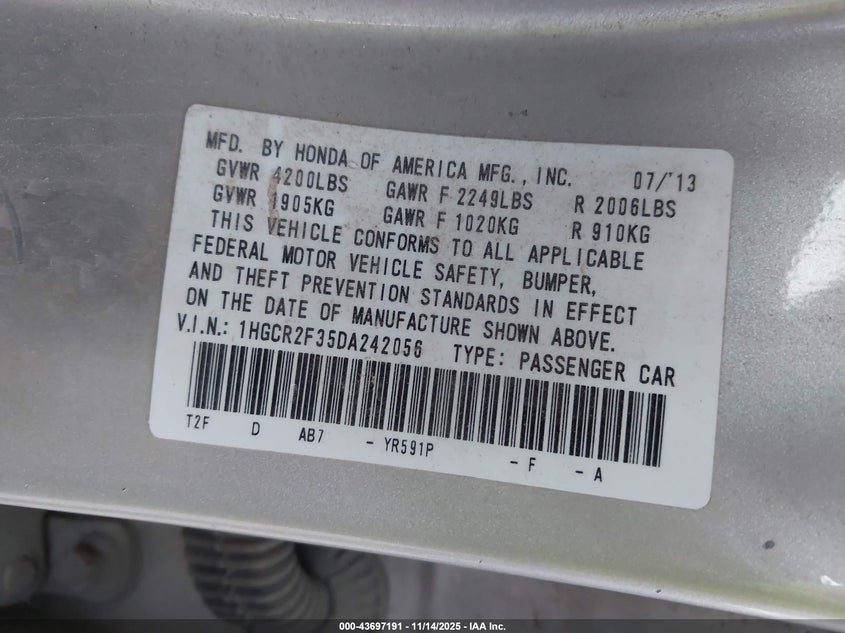 MFD. BY HONDA OF AMERICA MFG., INC. 07/'13
GVWR 4200LBS GAWR F 2249LBS R 2006LBS
GVWR 1905KG GAWR F 1020KG R 910KG
THIS VEHICLE CONFORMS TO ALL APPLICABLE
FEDERAL MOTOR VEHICLE SAFETY, BUMPER,
AND THEFT PREVENTION STANDARDS IN EFFECT
ON THE DATE OF MANUFACTURE SHOWN ABOVE.
V.I.N.: 1HGCR2F35DA242056 TYPE: PASSENGER CAR
T2F D AB7 - YR591P - F - A
000-43697191 | 11/14/2025 - IAA Inc.